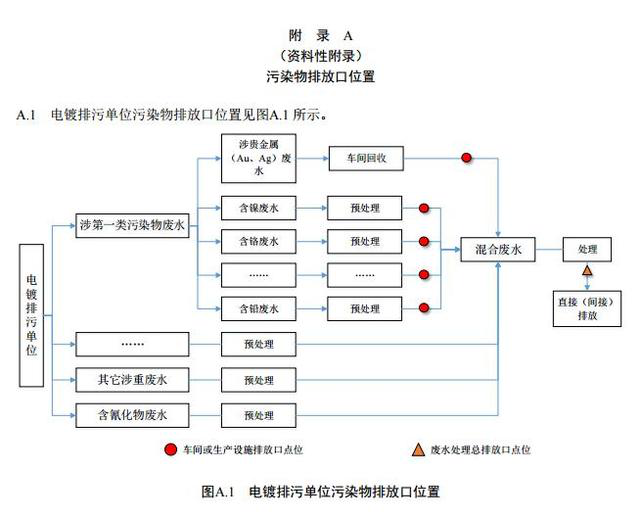 附 录 A
（资料性附录）
污染物排放口位置
A.1 电镀排污单位污染物排放口位置见图A.1 所示。
涉贵金属
（Au、Ag）废
水
车间回收
含镍废水
预处理
涉第一类污染物废水
含铬废水
预处理
混合废水
处理
……
……
电镀排污单位
直接（间接）
排放
含铅废水
预处理
……
预处理
其它涉重废水
预处理
含氰化物废水
预处理
车间或生产设施排放口点位
废水处理总排放口点位
图A.1 电镀排污单位污染物排放口位置